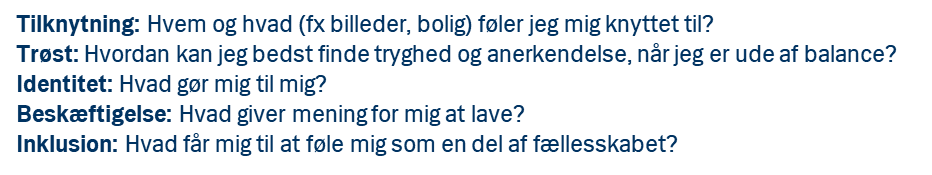 Tilknytning: Hvem og hvad (fx billeder, bolig) føler jeg mig knyttet til?
Trøst: Hvordan kan jeg bedst finde tryghed og anerkendelse, når jeg er ude af balance?
Identitet: Hvad gør mig til mig?
Beskæftigelse: Hvad giver mening for mig at lave?
Inklusion: Hvad får mig til at føle mig som en del af fællesskabet?